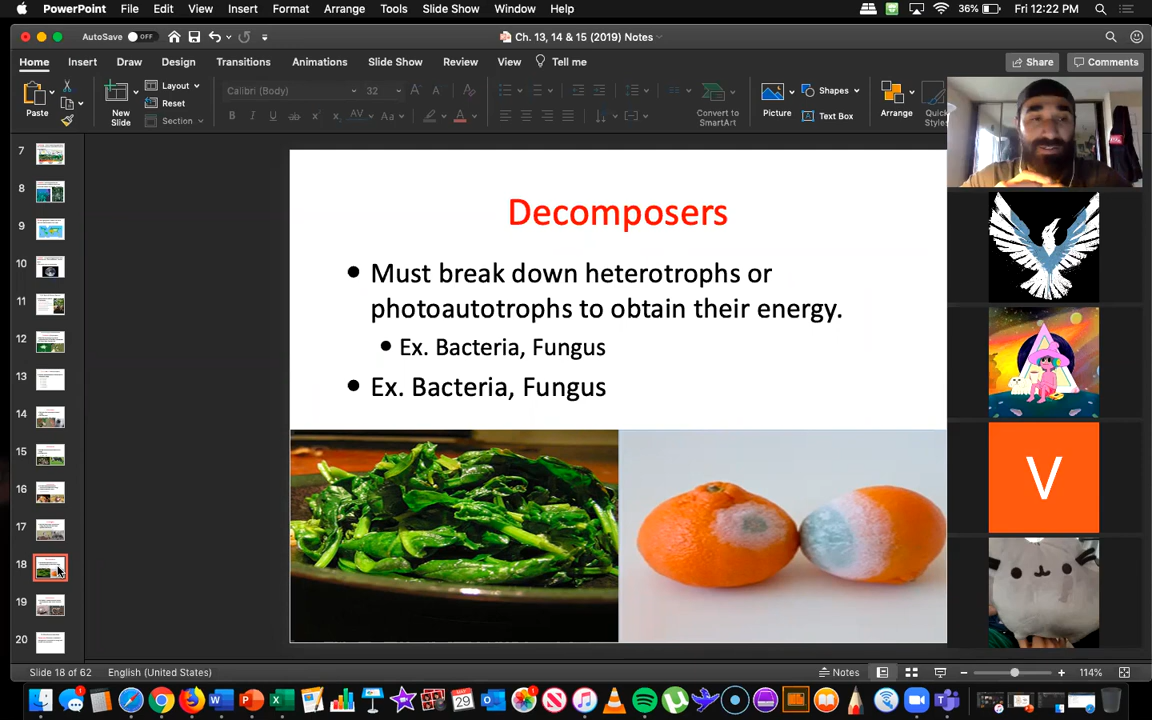 PowerPoint File Edit View Insert Format Arrange Tools Slide Show Window Help 36% Fri 12:22 PM
AutoSave OFF Ch. 13, 14 & 15 (2019) Notes
Home Insert Draw Design Transitions Animations Slide Show Review View Tell me Share Comments
Paste New Slide Layout Reset Section Calibri (Body) 32 Convert to SmartArt Picture Shapes Text Box Arrange Quick Styles
7
8
9
10
11
12
13
14
15
16
17
18
19
20
Decomposers
• Must break down heterotrophs or
photoautotrophs to obtain their energy.
• Ex. Bacteria, Fungus
• Ex. Bacteria, Fungus
V
Slide 18 of 62 English (United States) Notes 114%